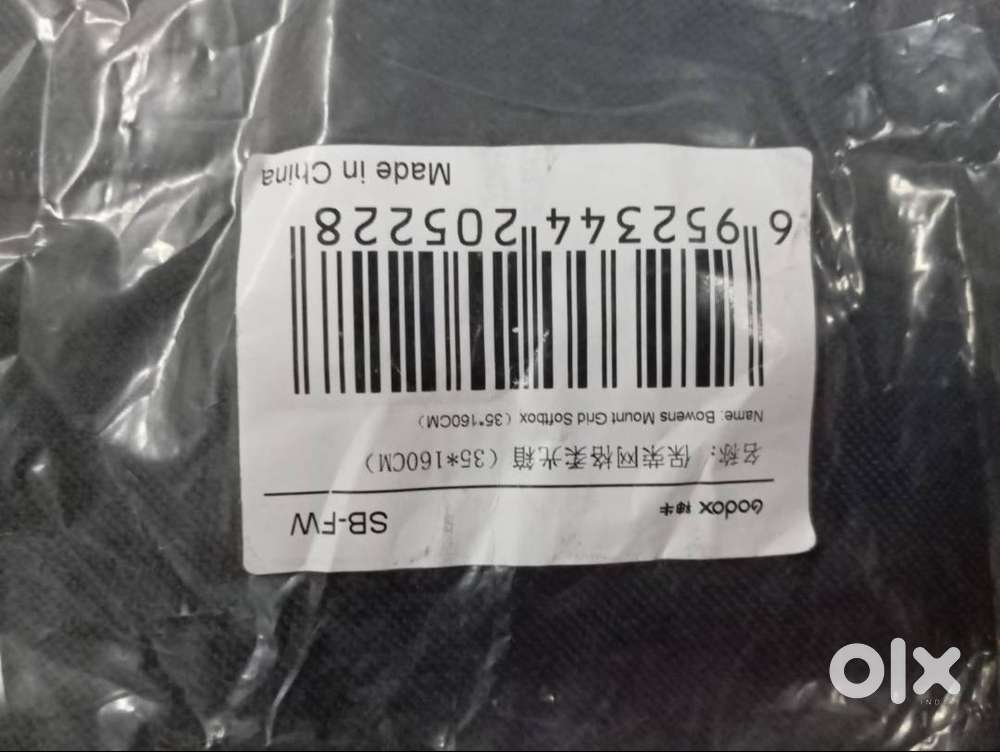 Godox 神牛 SB-FW
名称：保荣网格柔光箱（35*160CM）
Name: Bowens Mount Grid Softbox（35*160CM）
6 952344 205228
Made in China
olx
INDIA